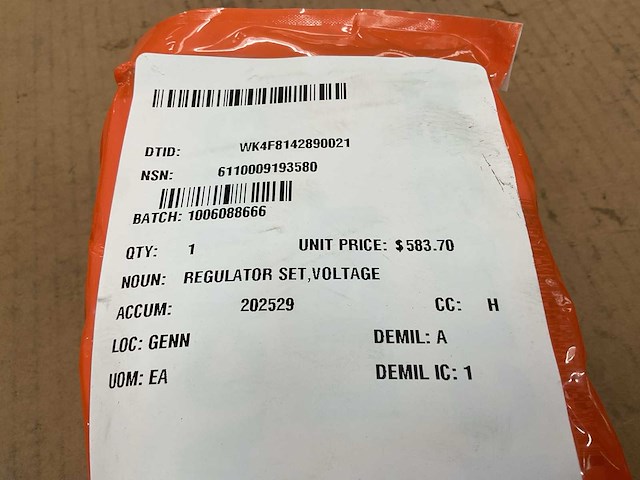 DTID: WK4F8142890021
NSN: 6110009193580
BATCH: 1006088666
QTY: 1 UNIT PRICE: $583.70
NOUN: REGULATOR SET,VOLTAGE
ACCUM: 202529 CC: H
LOC: GENN DEMIL: A
UOM: EA DEMIL IC: 1